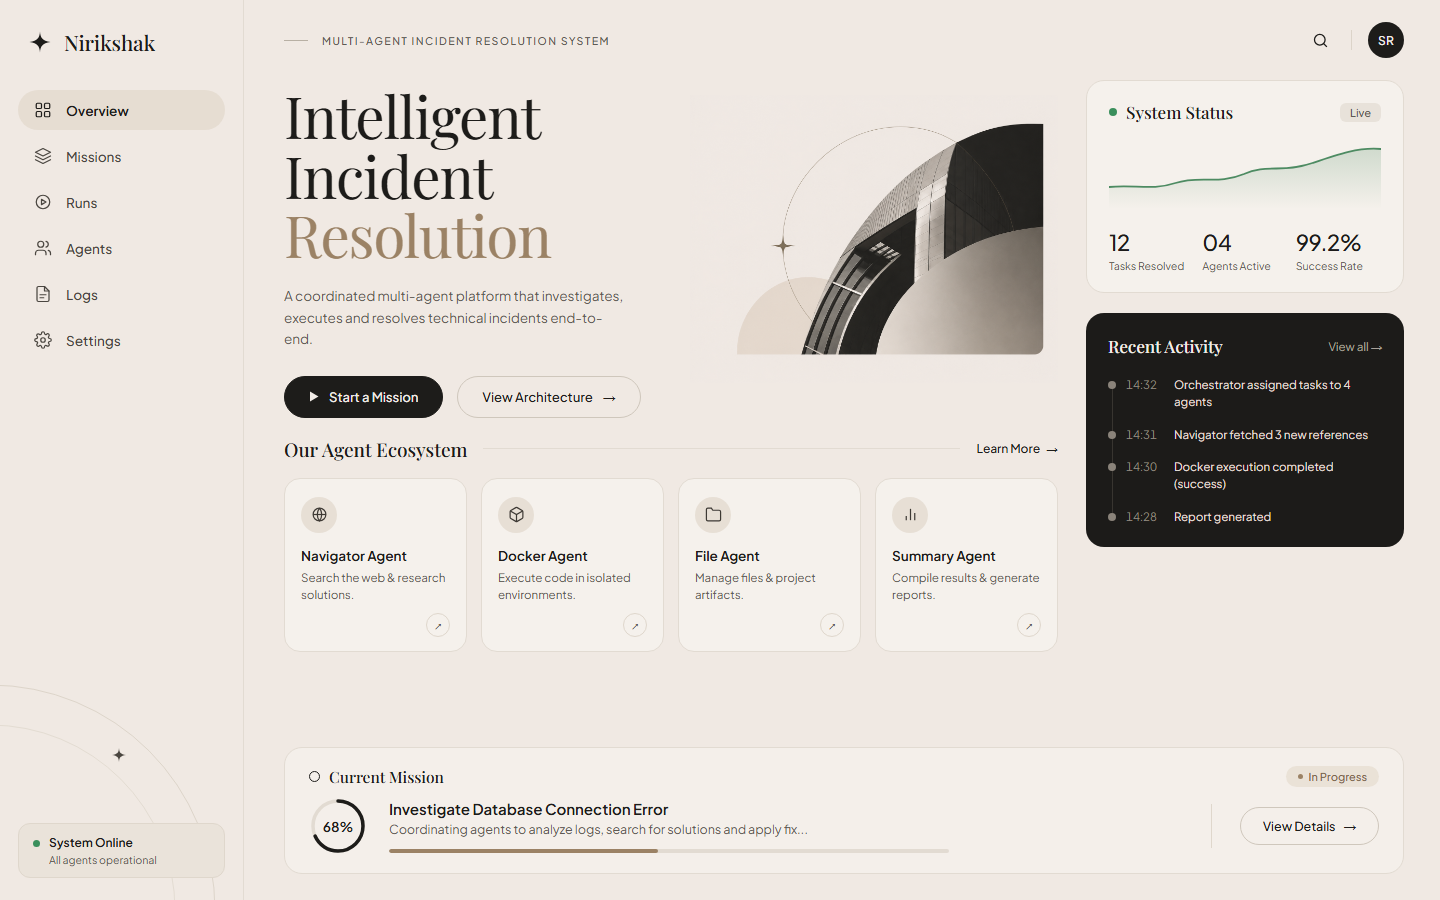 Nirikshak
Overview
Missions
Runs
Agents
Logs
Settings
System Online
All agents operational
MULTI-AGENT INCIDENT RESOLUTION SYSTEM
SR
Intelligent
Incident
Resolution
A coordinated multi-agent platform that investigates,
executes and resolves technical incidents end-to-
end.
Start a Mission
View Architecture →
System Status
Live
12
Tasks Resolved
04
Agents Active
99.2%
Success Rate
Recent Activity
View all →
14:32 Orchestrator assigned tasks to 4
agents
14:31 Navigator fetched 3 new references
14:30 Docker execution completed
(success)
14:28 Report generated
Our Agent Ecosystem
Learn More →
Navigator Agent
Search the web & research
solutions.
↗
Docker Agent
Execute code in isolated
environments.
↗
File Agent
Manage files & project
artifacts.
↗
Summary Agent
Compile results & generate
reports.
↗
Current Mission
In Progress
68%
Investigate Database Connection Error
Coordinating agents to analyze logs, search for solutions and apply fix...
View Details →